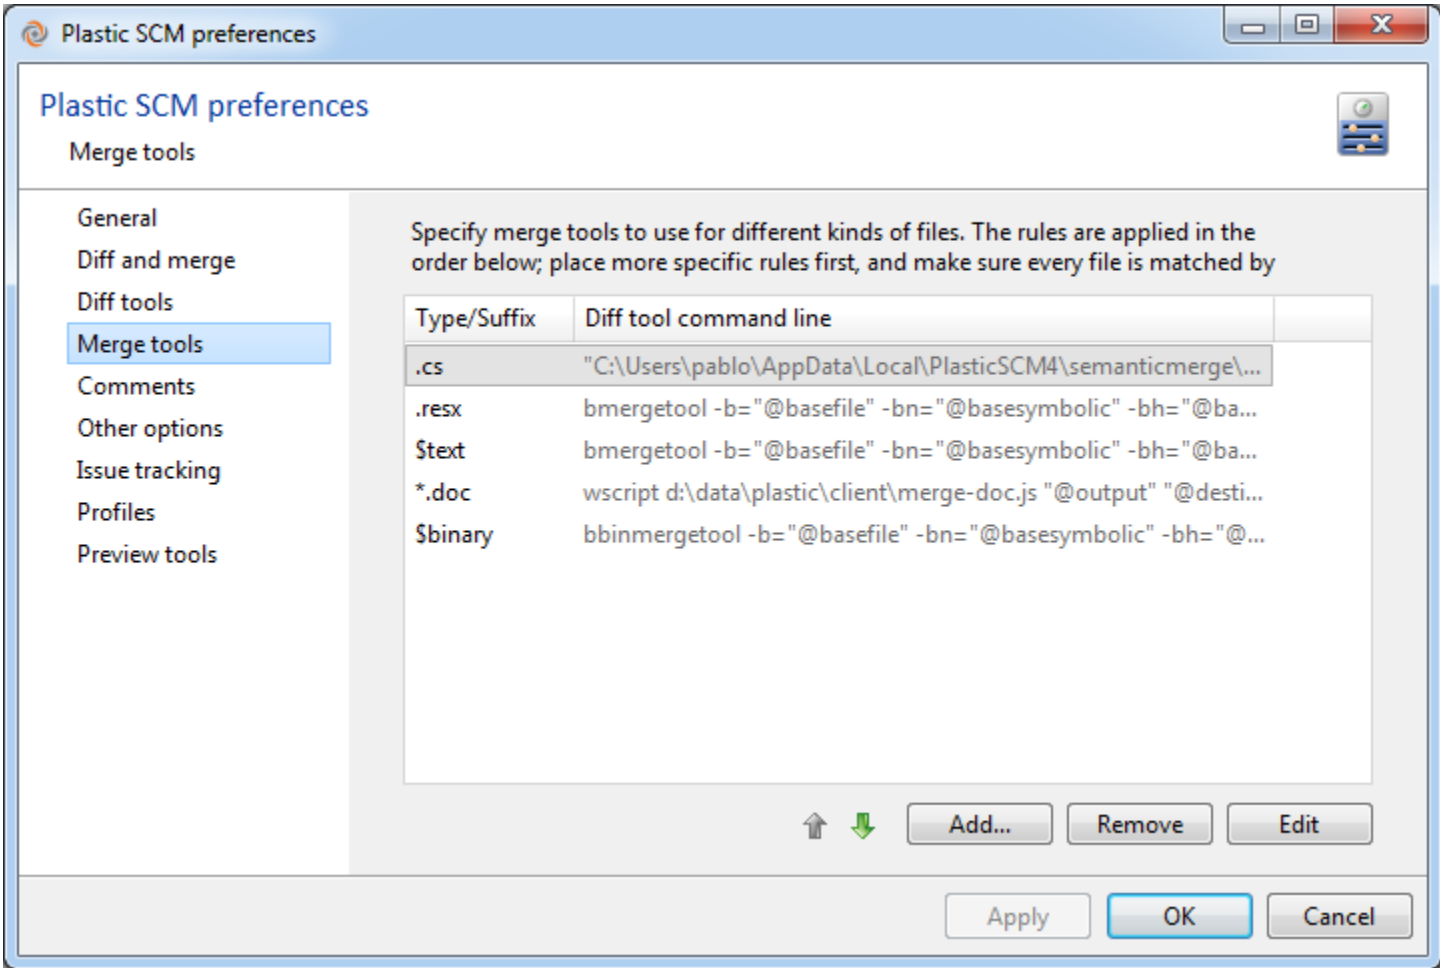 Plastic SCM preferences
Plastic SCM preferences
Merge tools
General
Diff and merge
Diff tools
Merge tools
Comments
Other options
Issue tracking
Profiles
Preview tools
Specify merge tools to use for different kinds of files. The rules are applied in the
order below; place more specific rules first, and make sure every file is matched by
Type/Suffix Diff tool command line
.cs "C:\Users\pablo\AppData\Local\PlasticSCM4\semanticmerge\...
.resx bmergetool -b="@basefile" -bn="@basesymbolic" -bh="@ba...
$text bmergetool -b="@basefile" -bn="@basesymbolic" -bh="@ba...
*.doc wscript d:\data\plastic\client\merge-doc.js "@output" "@desti...
$binary bbinmergetool -b="@basefile" -bn="@basesymbolic" -bh="@...
Add... Remove Edit
Apply OK Cancel